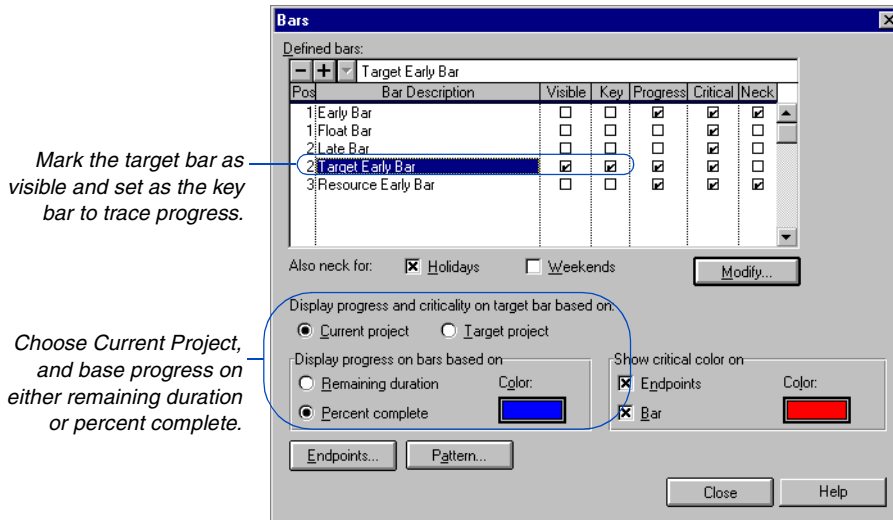 Bars
Defined bars:
Target Early Bar
Pos Bar Description Visible Key Progress Critical Neck
1 Early Bar
1 Float Bar
2 Late Bar
2 Target Early Bar
3 Resource Early Bar
Mark the target bar as
visible and set as the key
bar to trace progress.
Also neck for: Holidays Weekends Modify...
Display progress and criticality on target bar based on:
Current project Target project
Choose Current Project,
and base progress on
either remaining duration
or percent complete.
Display progress on bars based on
Remaining duration Color:
Percent complete
Show critical color on
Endpoints Color:
Bar
Endpoints... Pattern...
Close Help